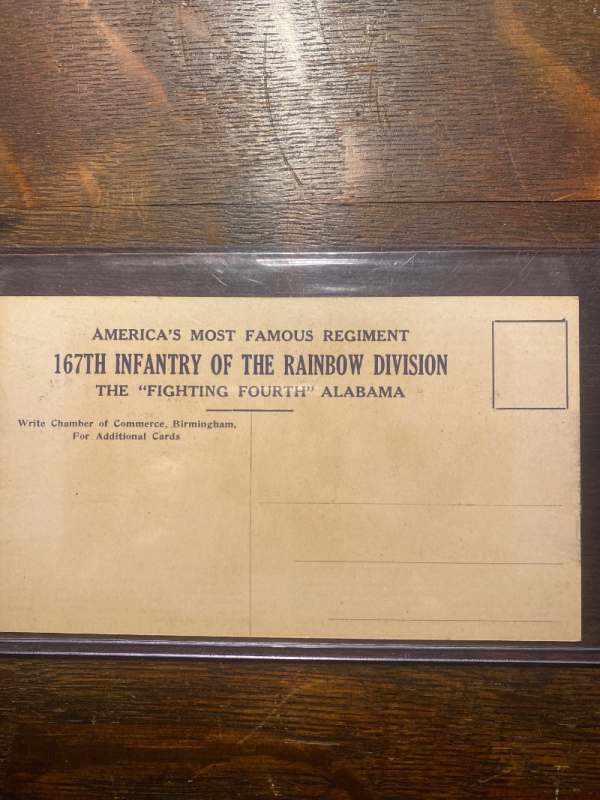 AMERICA'S MOST FAMOUS REGIMENT
167TH INFANTRY OF THE RAINBOW DIVISION
THE "FIGHTING FOURTH" ALABAMA
Write Chamber of Commerce, Birmingham,
For Additional Cards